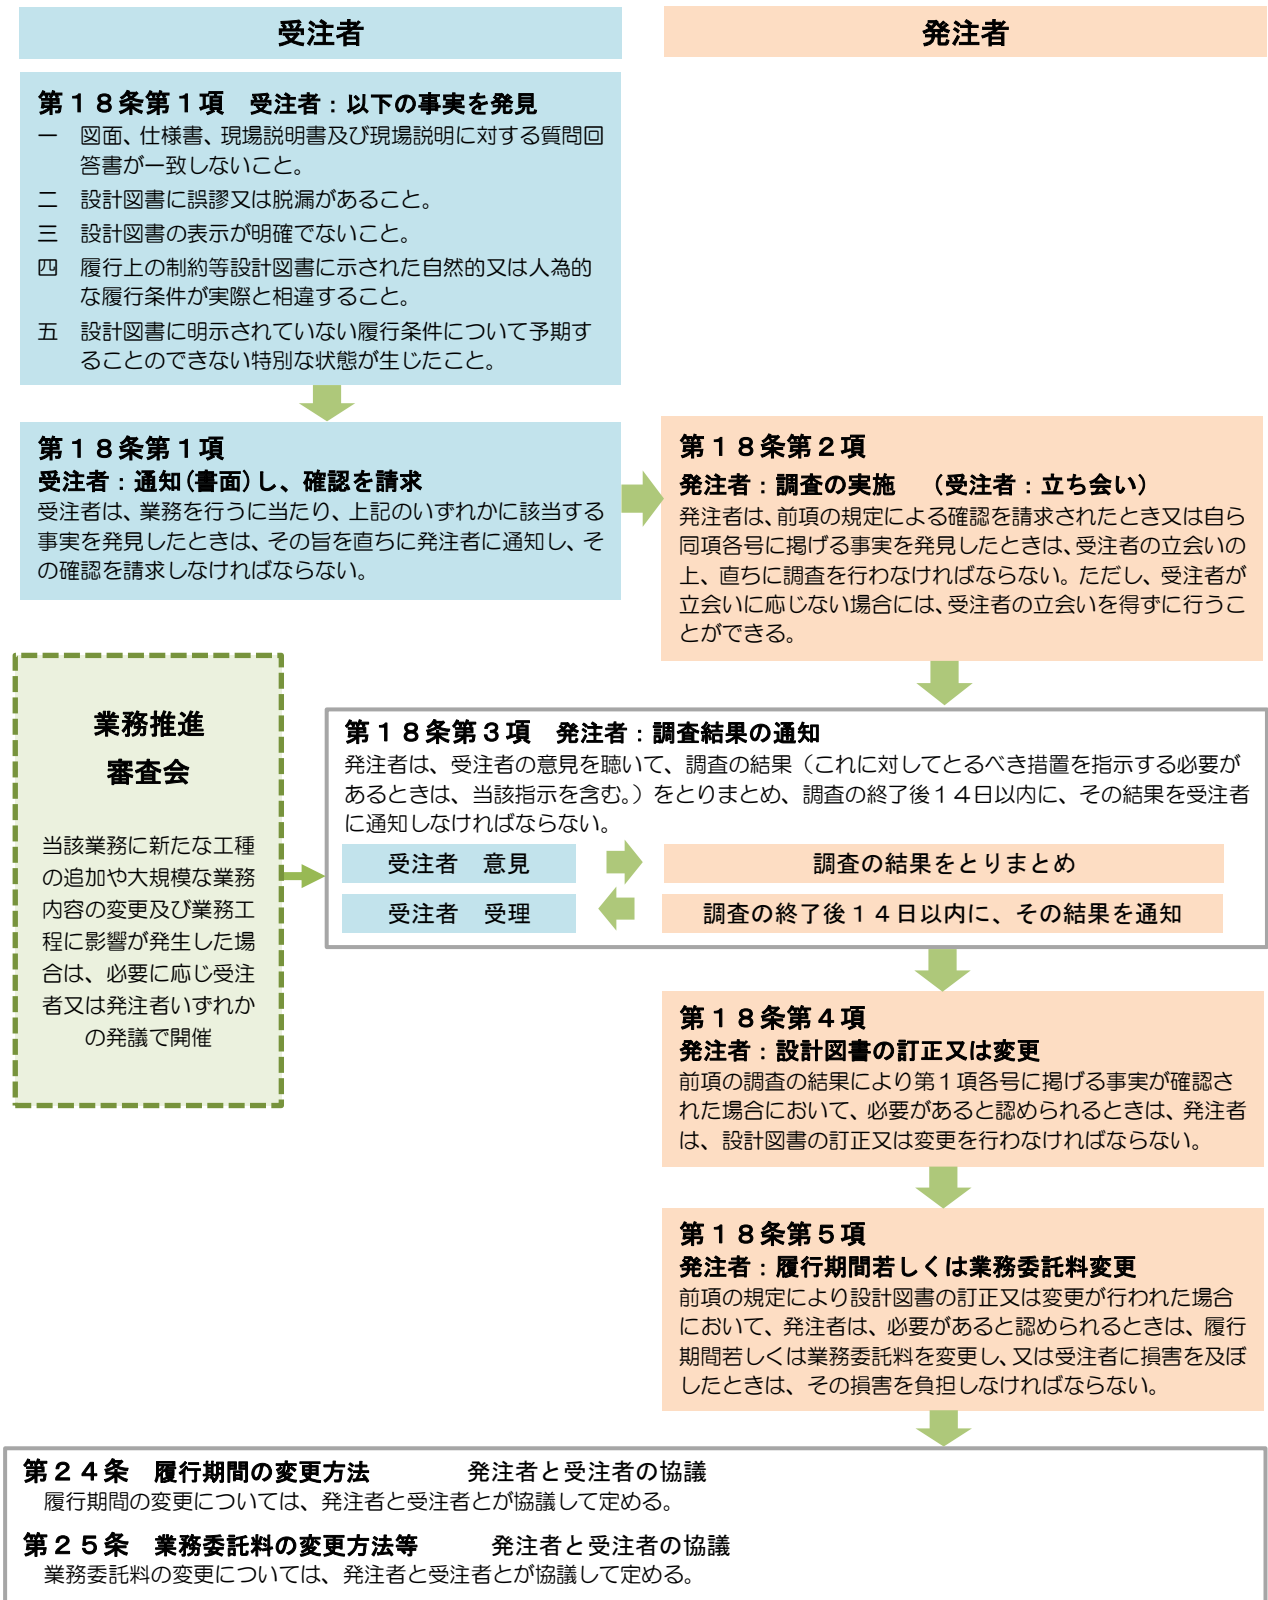 受注者
発注者
第18条第1項　受注者：以下の事実を発見
一　図面、仕様書、現場説明書及び現場説明に対する質問回
答書が一致しないこと。
二　設計図書に誤謬又は脱漏があること。
三　設計図書の表示が明確でないこと。
四　履行上の制約等設計図書に示された自然的又は人為的
な履行条件が実際と相違すること。
五　設計図書に明示されていない履行条件について予期す
ることのできない特別な状態が生じたこと。
第18条第1項
受注者：通知(書面)し、確認を請求
受注者は、業務を行うに当たり、上記のいずれかに該当する
事実を発見したときは、その旨を直ちに発注者に通知し、そ
の確認を請求しなければならない。
第18条第2項
発注者：調査の実施　（受注者：立ち会い）
発注者は、前項の規定による確認を請求されたとき又は自ら
同項各号に掲げる事実を発見したときは、受注者の立会いの
上、直ちに調査を行わなければならない。ただし、受注者が
立会いに応じない場合には、受注者の立会いを得ずに行うこ
とができる。
業務推進
審査会
当該業務に新たな工種
の追加や大規模な業務
内容の変更及び業務工
程に影響が発生した場
合は、必要に応じ受注
者又は発注者いずれか
の発議で開催
第18条第3項　発注者：調査結果の通知
発注者は、受注者の意見を聴いて、調査の結果（これに対してとるべき措置を指示する必要が
あるときは、当該指示を含む。）をとりまとめ、調査の終了後14日以内に、その結果を受注者
に通知しなければならない。
受注者　意見
調査の結果をとりまとめ
受注者　受理
調査の終了後14日以内に、その結果を通知
第18条第4項
発注者：設計図書の訂正又は変更
前項の調査の結果により第1項各号に掲げる事実が確認さ
れた場合において、必要があると認められるときは、発注者
は、設計図書の訂正又は変更を行わなければならない。
第18条第5項
発注者：履行期間若しくは業務委託料変更
前項の規定により設計図書の訂正又は変更が行われた場合
において、発注者は、必要があると認められるときは、履行
期間若しくは業務委託料を変更し、又は受注者に損害を及ぼ
したときは、その損害を負担しなければならない。
第24条　履行期間の変更方法　　　発注者と受注者の協議
履行期間の変更については、発注者と受注者とが協議して定める。
第25条　業務委託料の変更方法等　　　発注者と受注者の協議
業務委託料の変更については、発注者と受注者とが協議して定める。